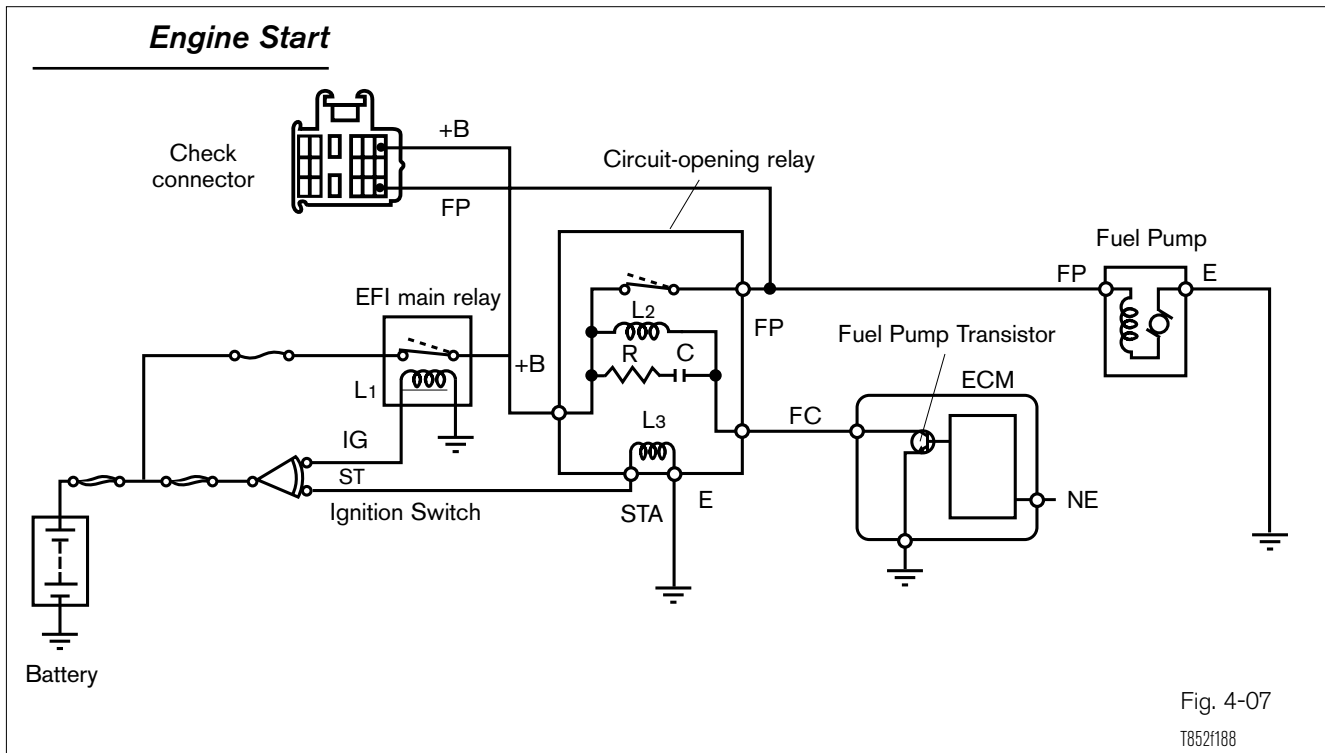 Engine Start
Check
connector
+B
FP
Circuit-opening relay
Fuel Pump
FP
E
EFI main relay
L1
+B
L2
R
C
FP
Fuel Pump Transistor
ECM
FC
L3
IG
ST
Ignition Switch
STA
E
NE
Battery
Fig. 4-07
T852f188